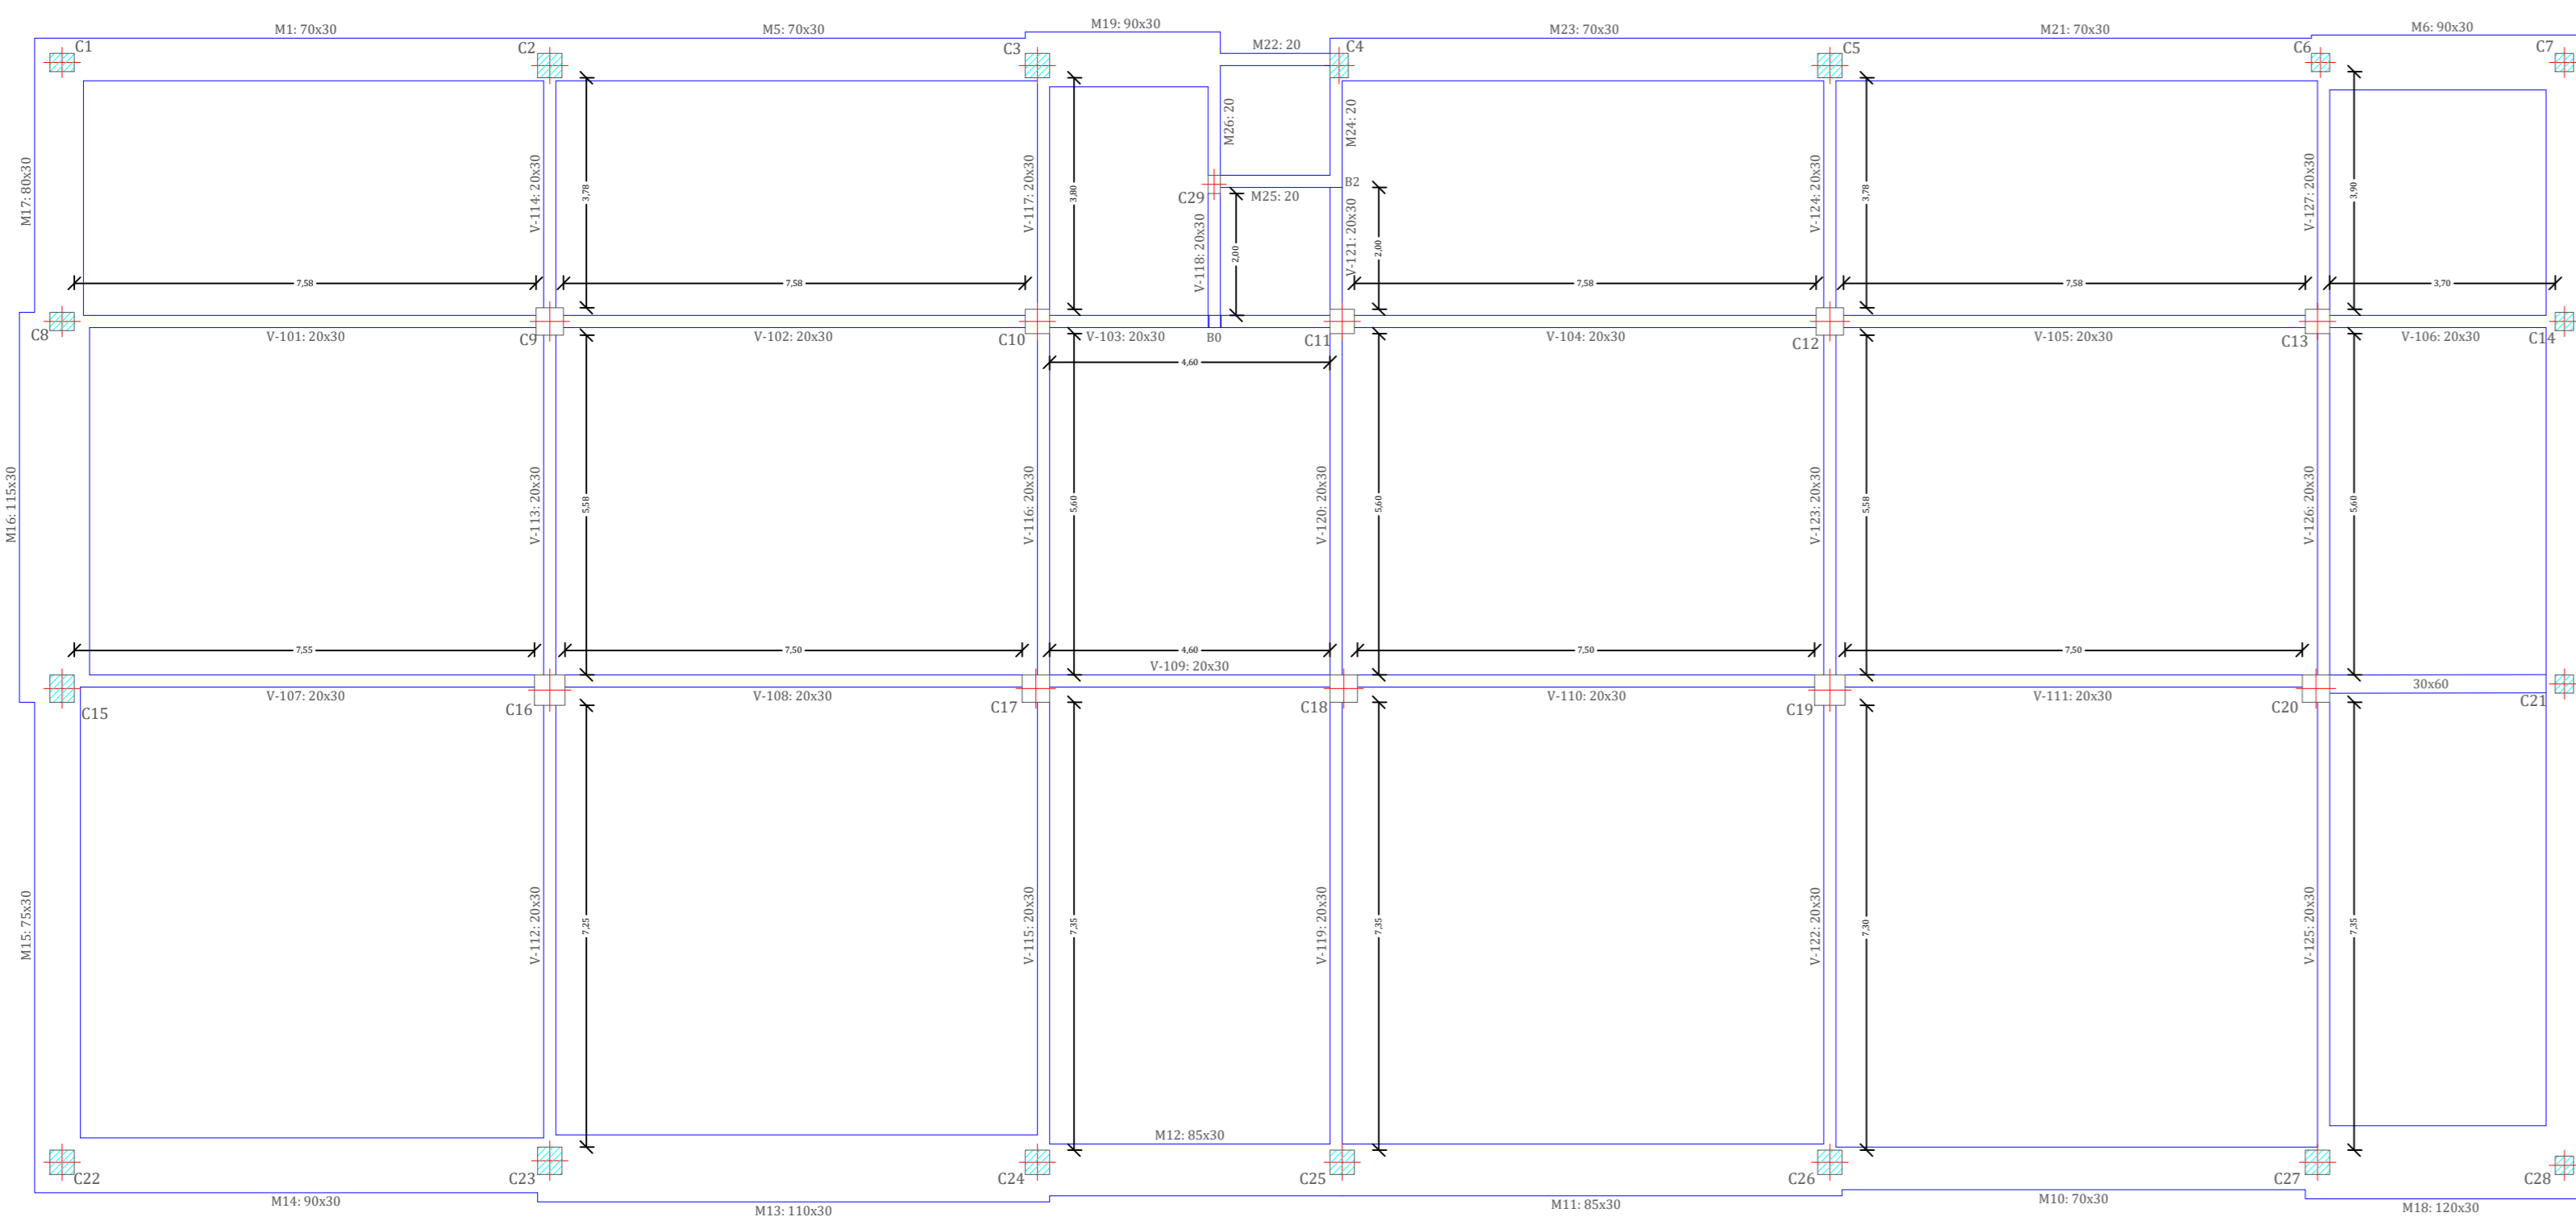 M19: 90x30
M1: 70x30
M5: 70x30
M23: 70x30
M21: 70x30
M6: 90x30
M22: 20
C1
C2
C3
C4
C5
C6
C7
M17: 80x30
V-114: 20x30
3,78
V-117: 20x30
3,80
M26: 20
M24: 20
V-124: 20x30
3,78
V-127: 20x30
3,90
B2
C29
M25: 20
V-118: 20x30
2,00
V-121: 20x30
2,00
7,58
7,58
7,58
7,58
3,70
C8
V-101: 20x30
C9
V-102: 20x30
C10
V-103: 20x30
B0
C11
V-104: 20x30
C12
V-105: 20x30
C13
V-106: 20x30
C14
4,60
M16: 115x30
V-113: 20x30
5,58
V-116: 20x30
5,60
V-120: 20x30
5,60
V-123: 20x30
5,58
V-126: 20x30
5,60
7,55
7,50
4,60
7,50
7,50
V-109: 20x30
C15
V-107: 20x30
C16
V-108: 20x30
C17
C18
V-110: 20x30
C19
V-111: 20x30
C20
30x60
C21
M15: 75x30
V-112: 20x30
7,25
V-115: 20x30
7,35
V-119: 20x30
7,35
V-122: 20x30
7,30
V-125: 20x30
7,35
M12: 85x30
C22
C23
C24
C25
C26
C27
C28
M14: 90x30
M13: 110x30
M11: 85x30
M10: 70x30
M18: 120x30